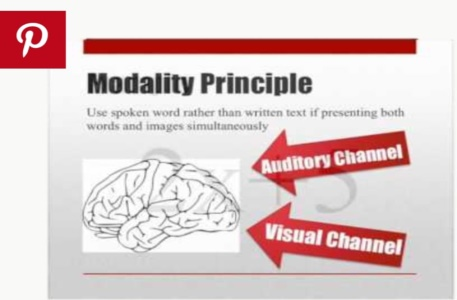 Modality Principle
Use spoken word rather than written text if presenting both
words and images simultaneously
Auditory Channel
Visual Channel